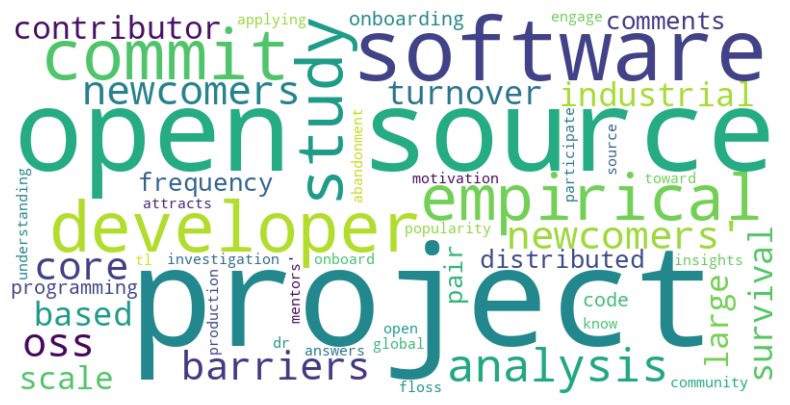 contributor
applying
onboarding
engage
comments
commit
study
software
newcomers
turnover
industrial
open source
participate
source
abandonment
understanding
frequency
motivation
toward
attracts
empirical
developer
popularity
newcomers'
tl
investigation
onboard
core
mentors'
pair
distributed
insights
survival
programming
production
project
code
large
based
open
know
oss
dr
answers
global
barriers
analysis
scale
floss
community